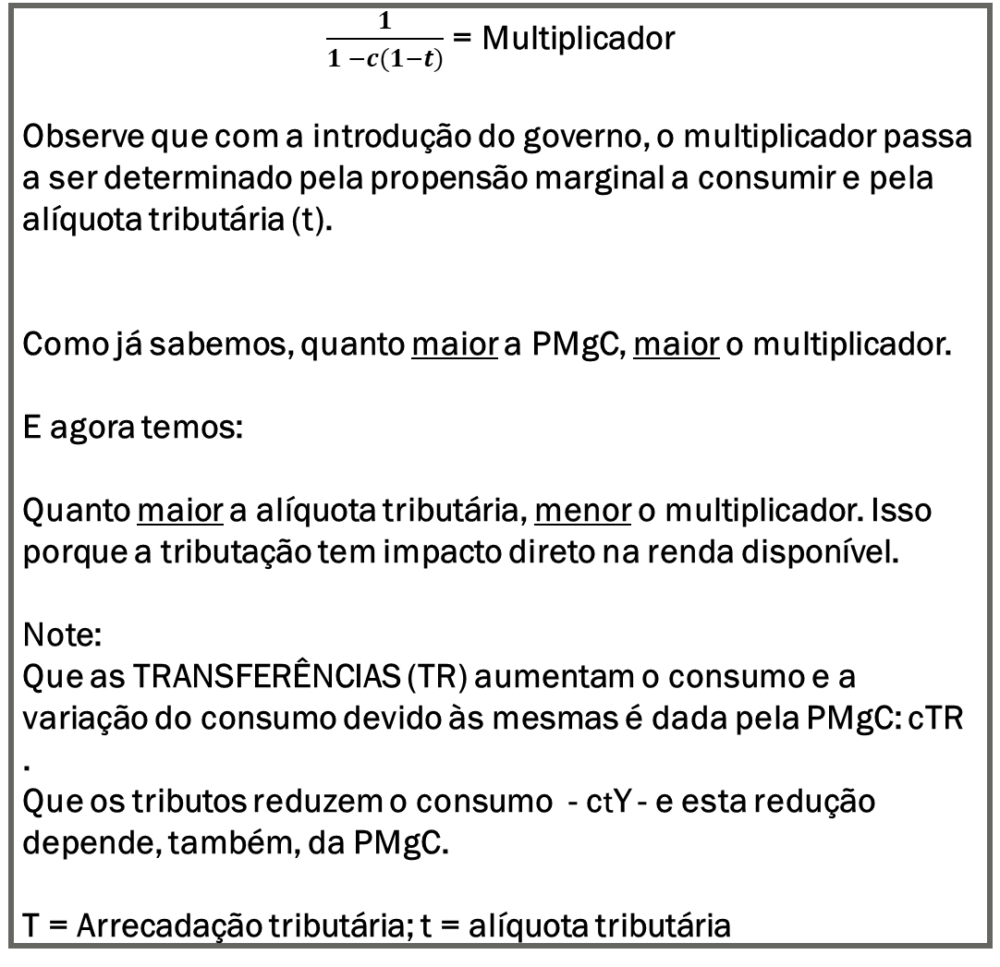 1
1 −c(1−t) = Multiplicador
Observe que com a introdução do governo, o multiplicador passa
a ser determinado pela propensão marginal a consumir e pela
alíquota tributária (t).
Como já sabemos, quanto maior a PMgC, maior o multiplicador.
E agora temos:
Quanto maior a alíquota tributária, menor o multiplicador. Isso
porque a tributação tem impacto direto na renda disponível.
Note:
Que as TRANSFERÊNCIAS (TR) aumentam o consumo e a
variação do consumo devido às mesmas é dada pela PMgC: cTR
.
Que os tributos reduzem o consumo - ctY - e esta redução
depende, também, da PMgC.
T = Arrecadação tributária; t = alíquota tributária